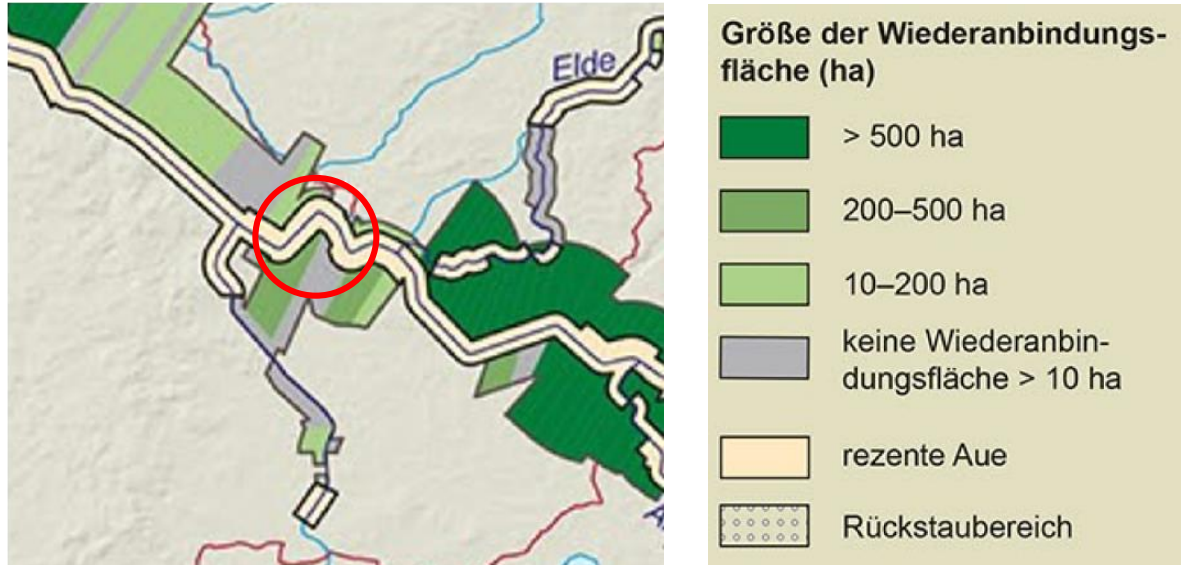 Elde
Größe der Wiederanbindungs-
fläche (ha)
> 500 ha
200–500 ha
10–200 ha
keine Wiederanbin-
dungsfläche > 10 ha
rezente Aue
Rückstaubereich